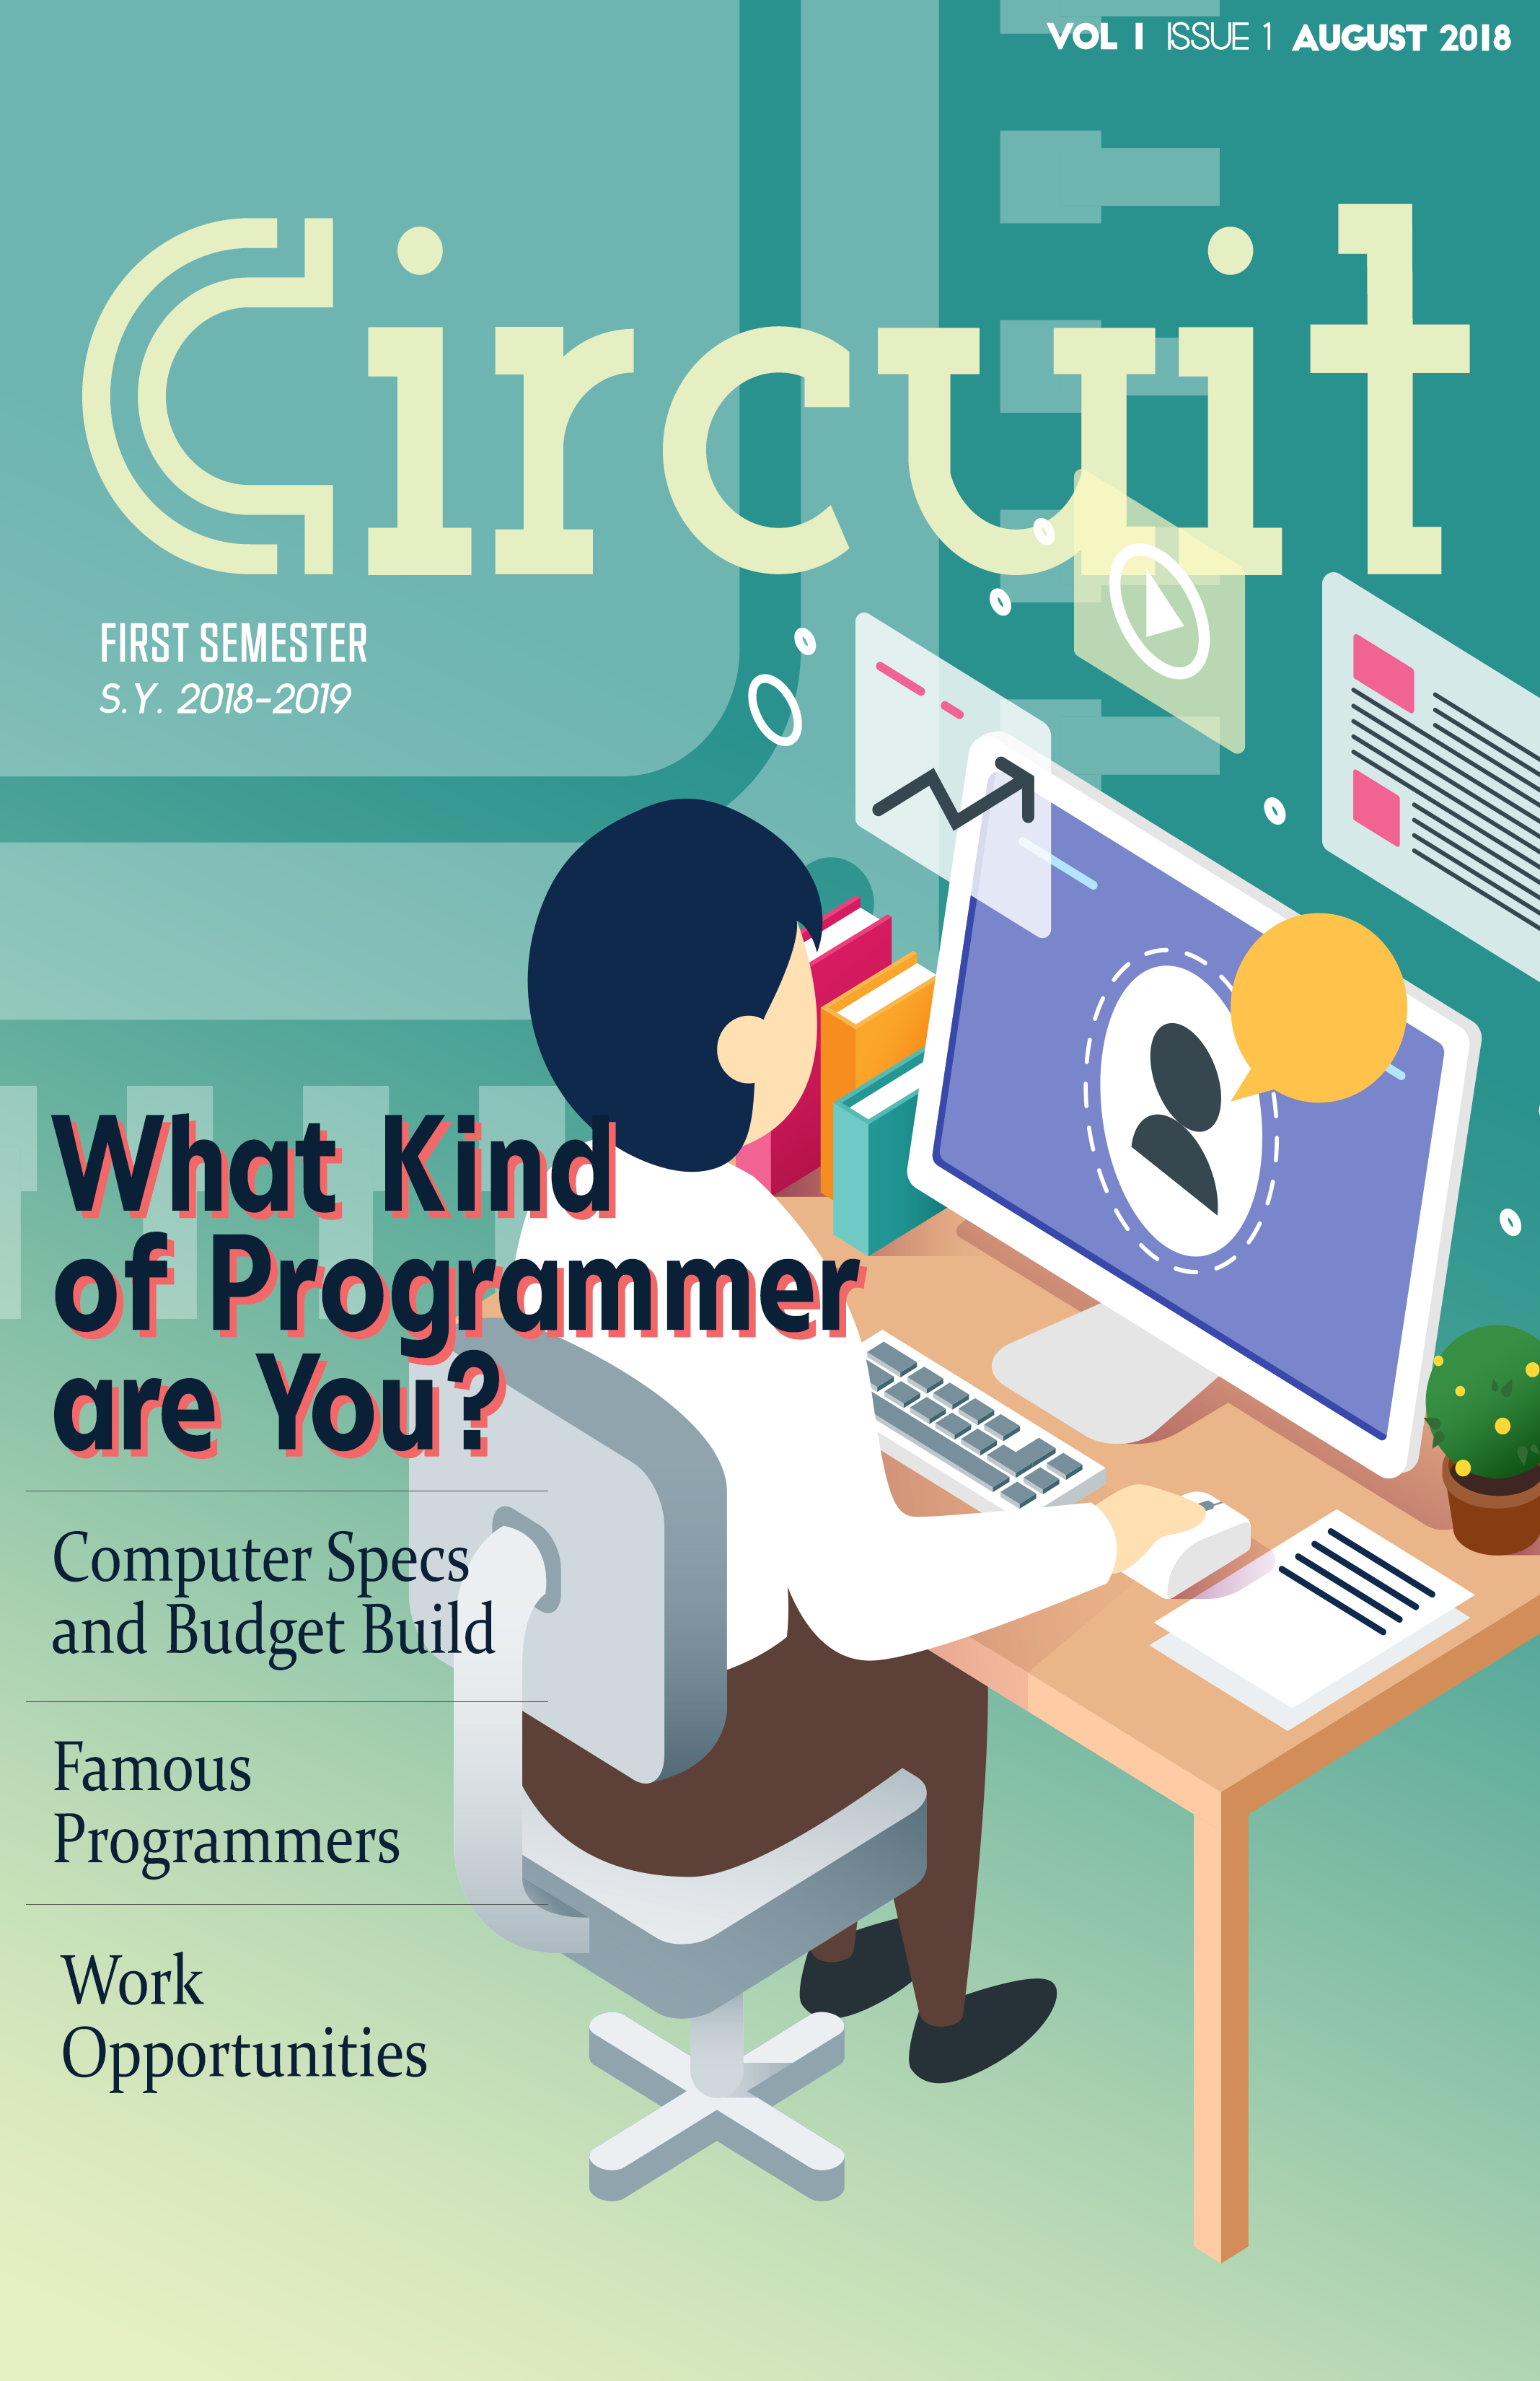 VOL I ISSUE 1 AUGUST 2018
Circuit
FIRST SEMESTER
S.Y. 2018-2019
What Kind
of Programmer
are You?
Computer Specs
and Budget Build
Famous
Programmers
Work
Opportunities